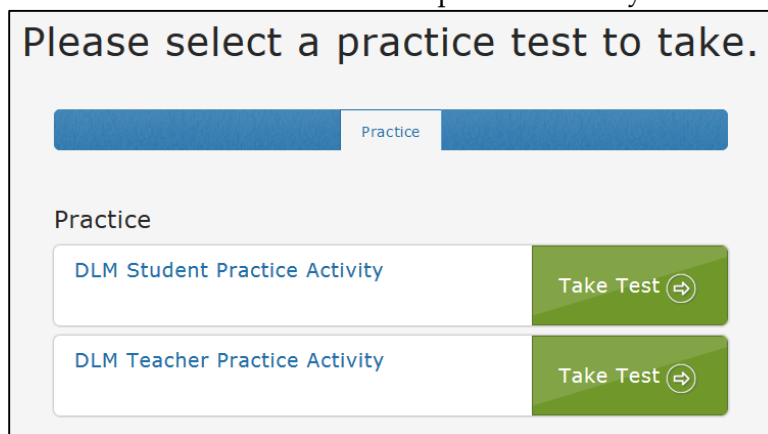 Please select a practice test to take.
Practice
Practice
DLM Student Practice Activity
Take Test
DLM Teacher Practice Activity
Take Test